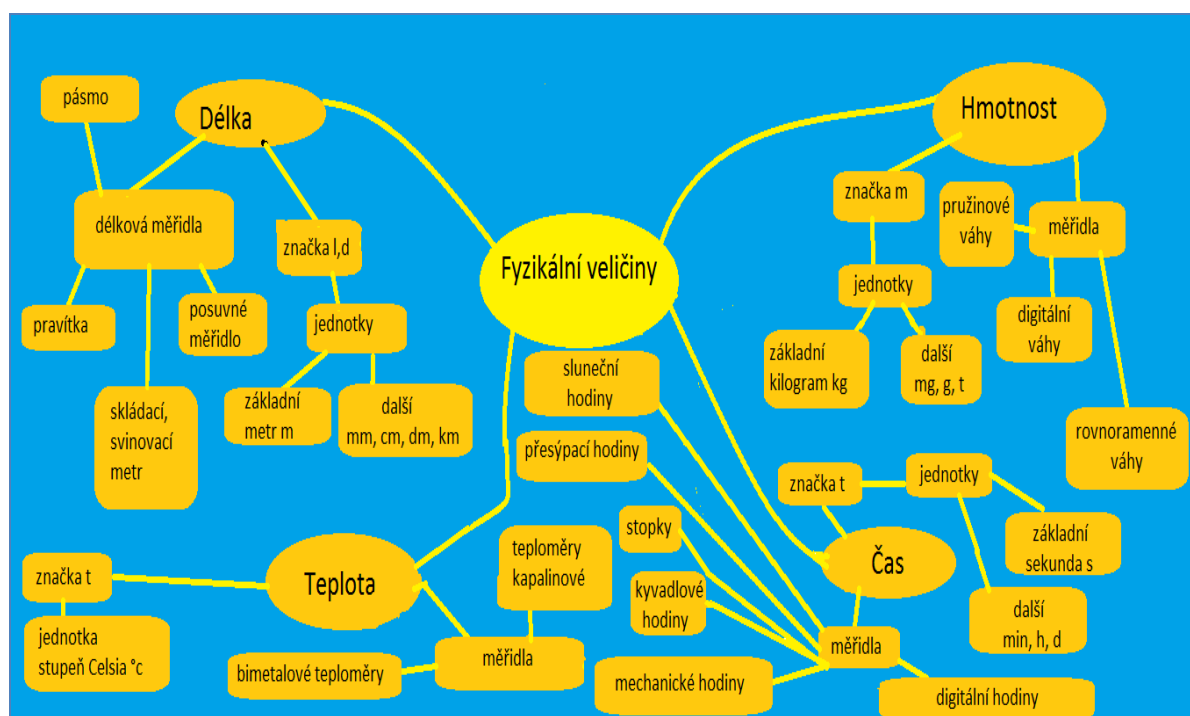 Fyzikální veličiny
Délka
pásmo
délková měřidla
pravítka
skládací,
svinovací
metr
posuvné
měřidlo
značka l,d
jednotky
základní
metr m
další
mm, cm, dm, km
Hmotnost
značka m
jednotky
základní
kilogram kg
další
mg, g, t
pružinové
váhy
měřidla
digitální
váhy
rovnoramenné
váhy
Teplota
značka t
jednotka
stupeň Celsia °c
měřidla
teploměry
kapalinové
bimetalové teploměry
Čas
značka t
jednotky
základní
sekunda s
další
min, h, d
měřidla
sluneční
hodiny
přesýpací hodiny
stopky
kyvadlové
hodiny
mechanické hodiny
digitální hodiny